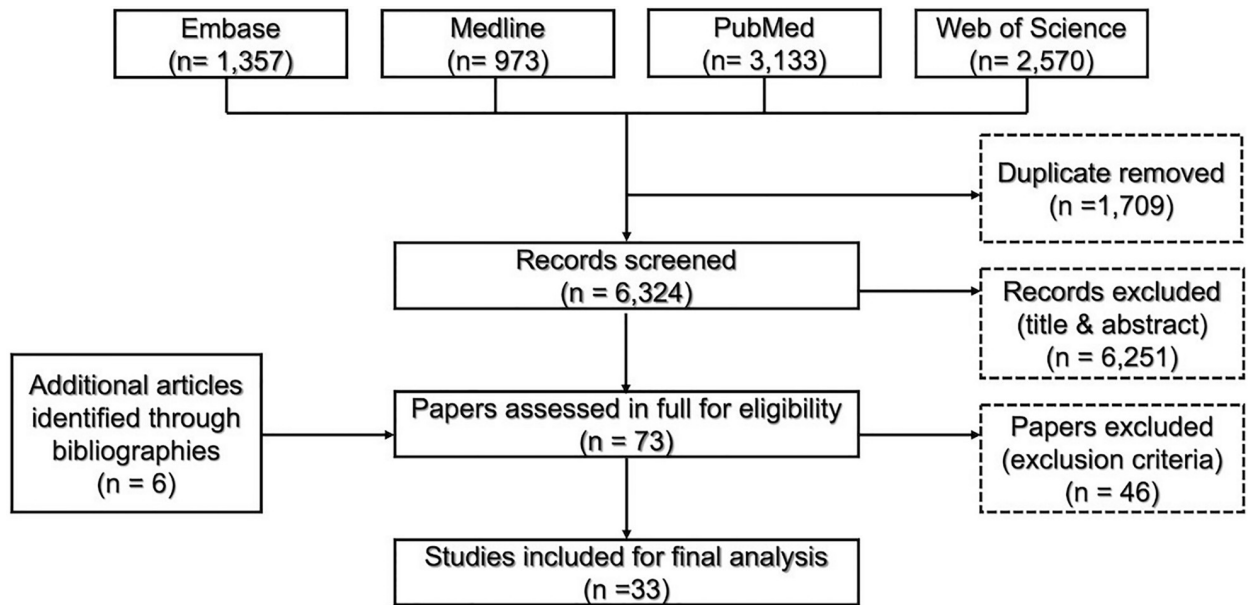 Embase
(n= 1,357)
Medline
(n= 973)
PubMed
(n= 3,133)
Web of Science
(n= 2,570)
Duplicate removed
(n =1,709)
Records screened
(n = 6,324)
Records excluded
(title & abstract)
(n = 6,251)
Additional articles
identified through
bibliographies
(n = 6)
Papers assessed in full for eligibility
(n = 73)
Papers excluded
(exclusion criteria)
(n = 46)
Studies included for final analysis
(n =33)